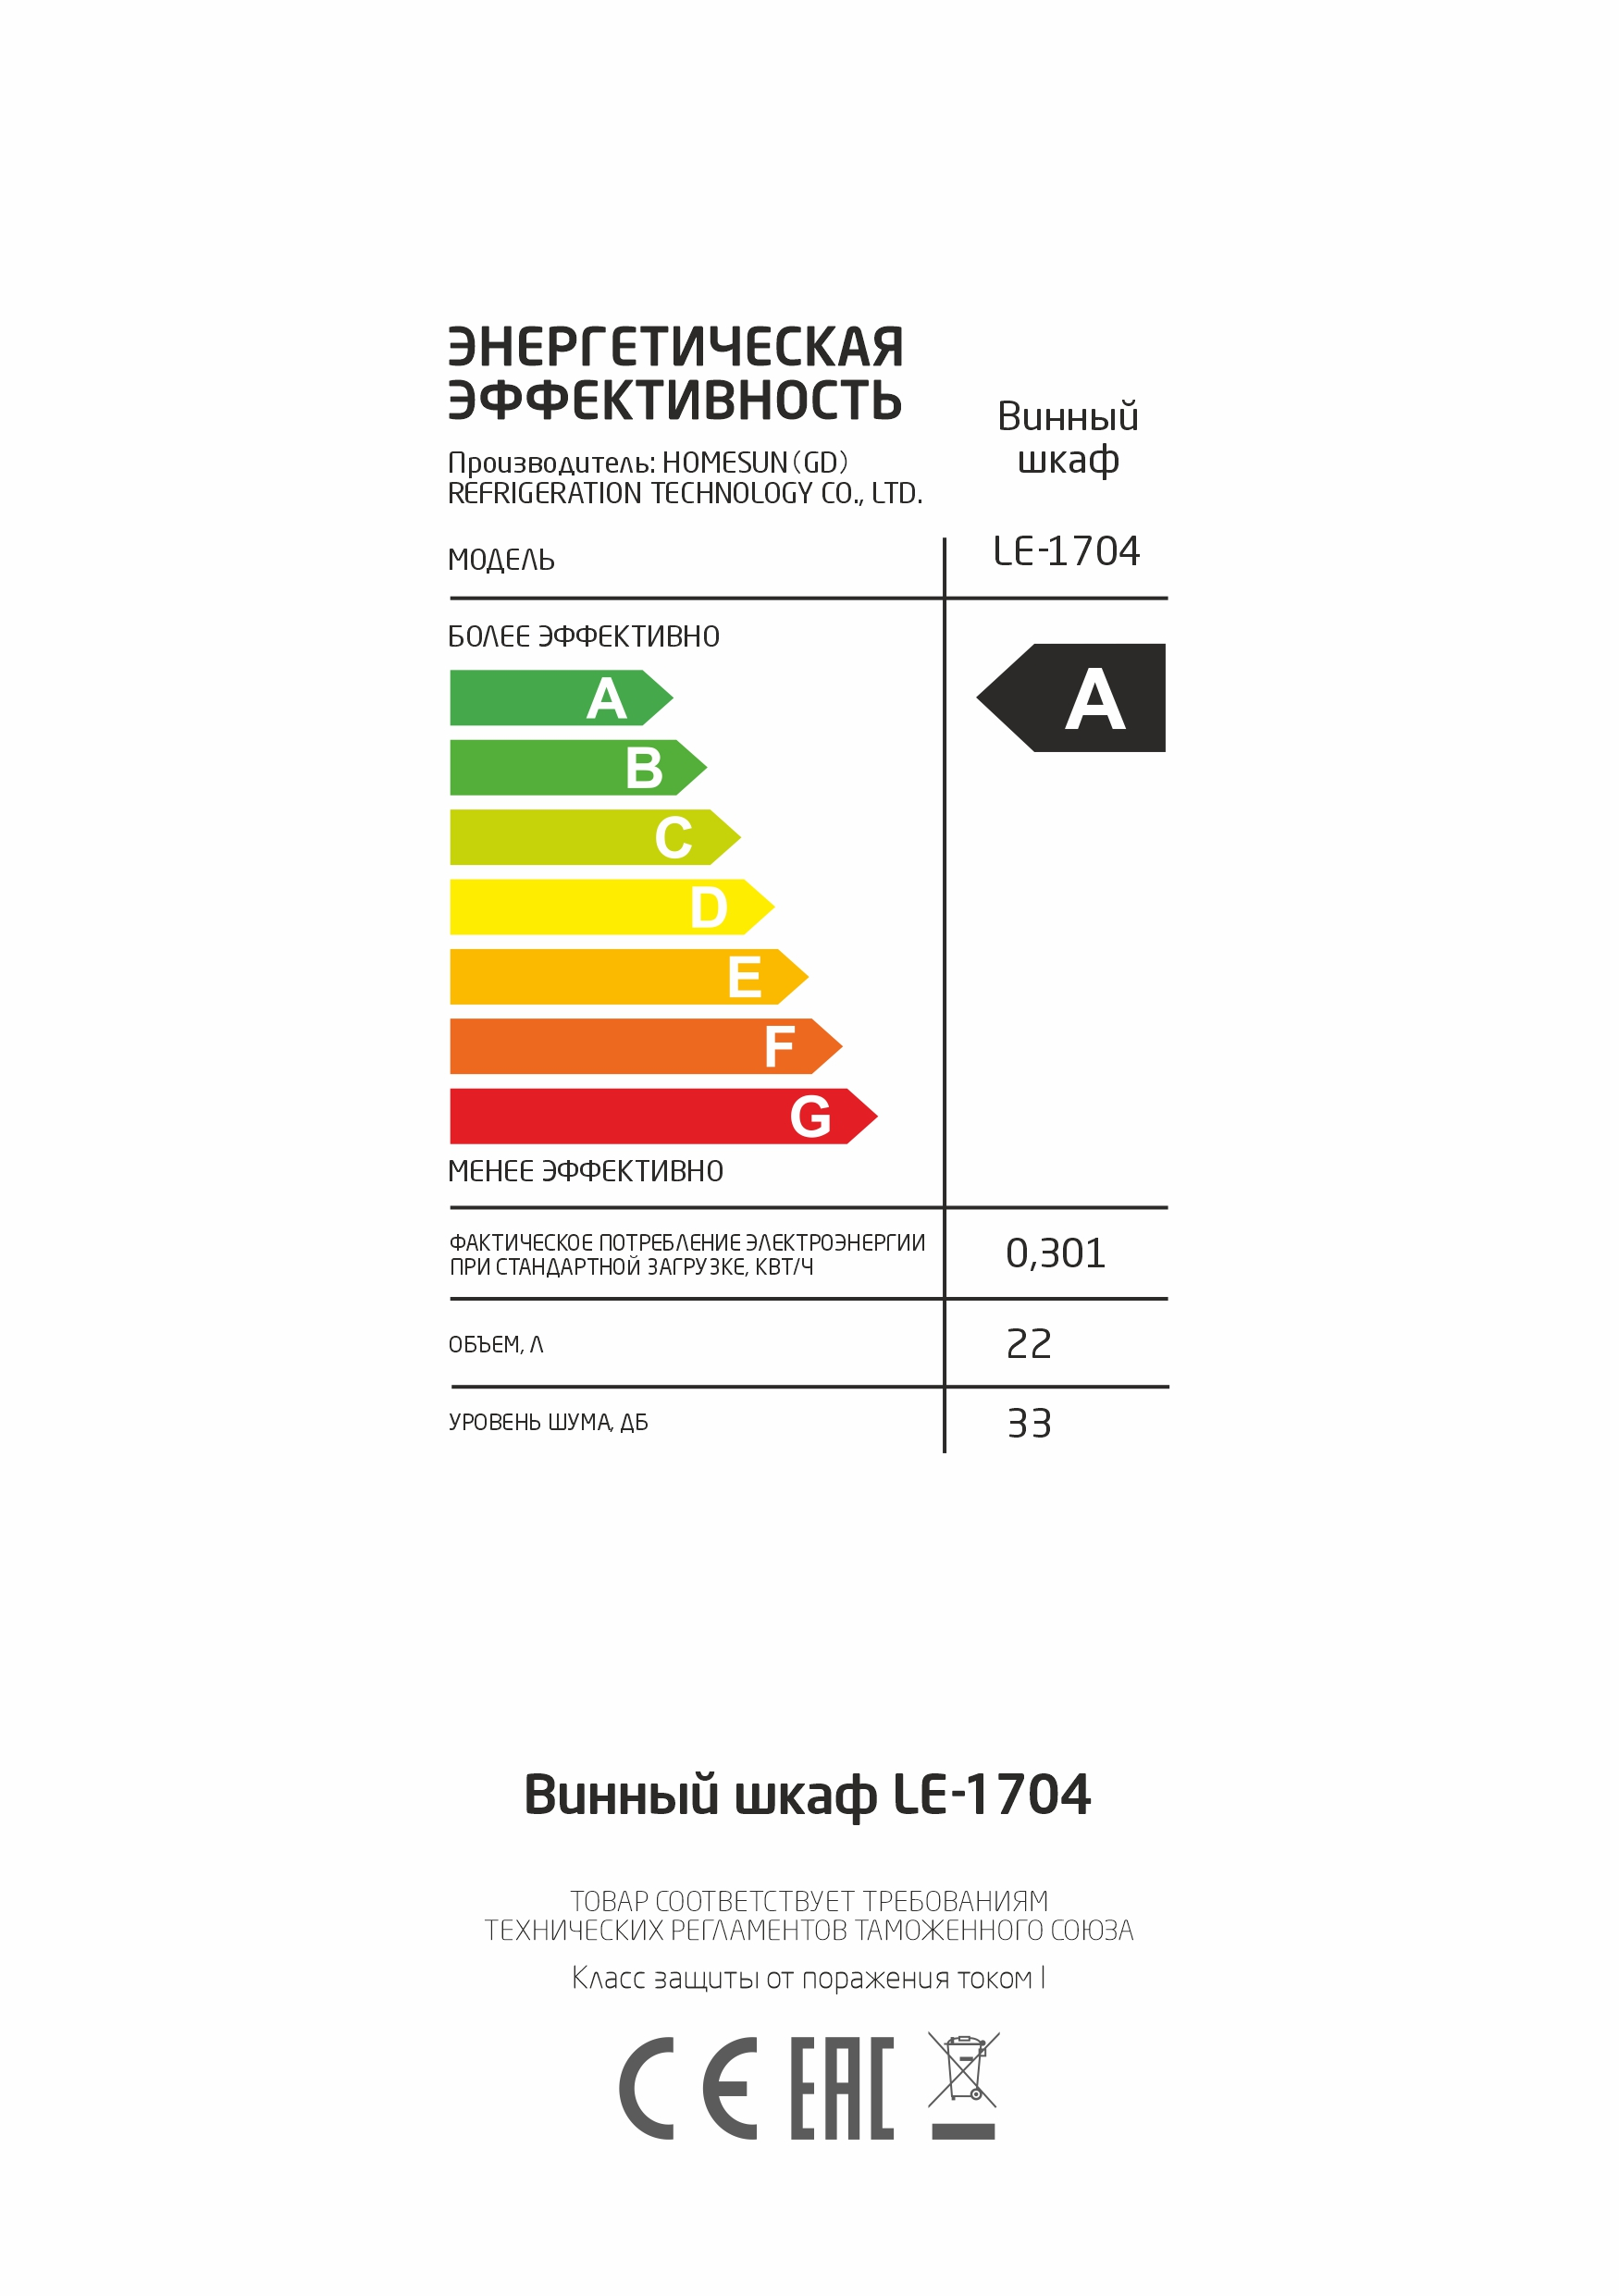 ЭНЕРГЕТИЧЕСКАЯ
ЭФФЕКТИВНОСТЬ
Винный
шкаф
Производитель: HOMESUN (GD)
REFRIGERATION TECHNOLOGY CO., LTD.
МОДЕЛЬ
LE-1704
БОЛЕЕ ЭФФЕКТИВНО
A
A
B
C
D
E
F
G
МЕНЕЕ ЭФФЕКТИВНО
ФАКТИЧЕСКОЕ ПОТРЕБЛЕНИЕ ЭЛЕКТРОЭНЕРГИИ
ПРИ СТАНДАРТНОЙ ЗАГРУЗКЕ, КВТ/Ч
0,301
ОБЪЕМ, Л
22
УРОВЕНЬ ШУМА, ДБ
33
Винный шкаф LE-1704
ТОВАР СООТВЕТСТВУЕТ ТРЕБОВАНИЯМ
ТЕХНИЧЕСКИХ РЕГЛАМЕНТОВ ТАМОЖЕННОГО СОЮЗА
Класс защиты от поражения током I
CE EAC